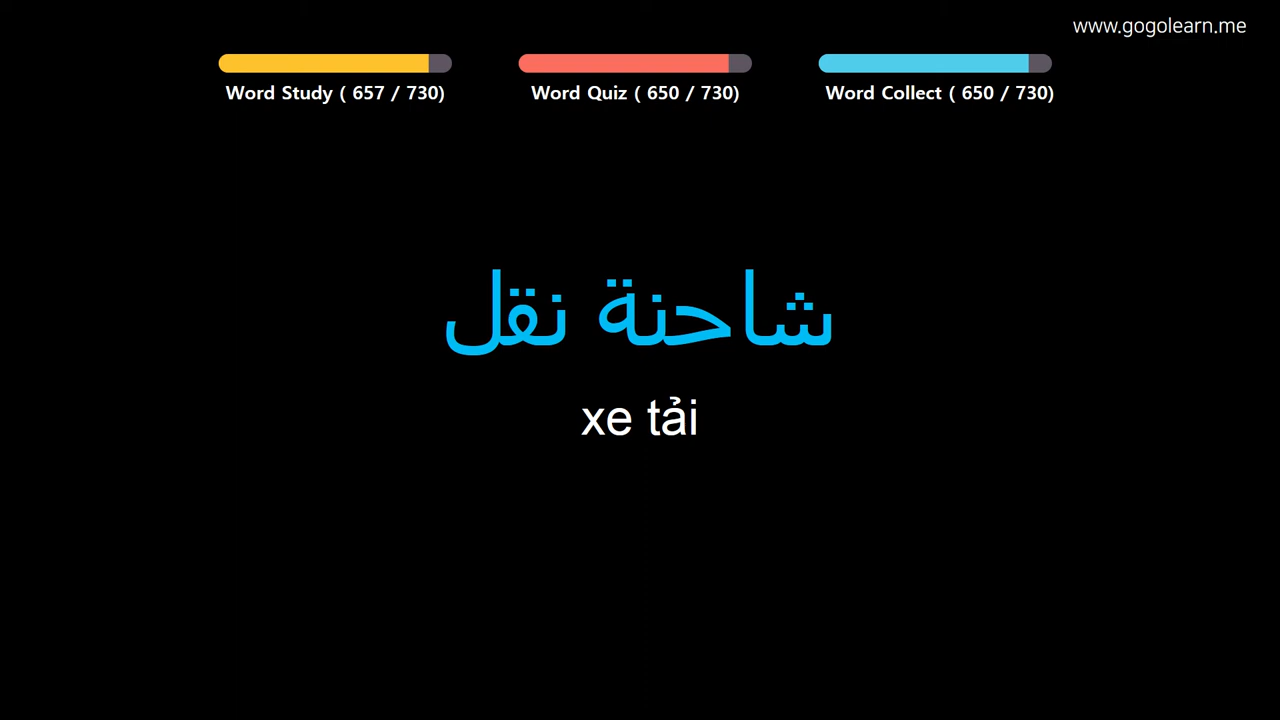 www.gogolearn.me
Word Study ( 657 / 730)
Word Quiz ( 650 / 730)
Word Collect ( 650 / 730)
شاحنة نقل
xe tải